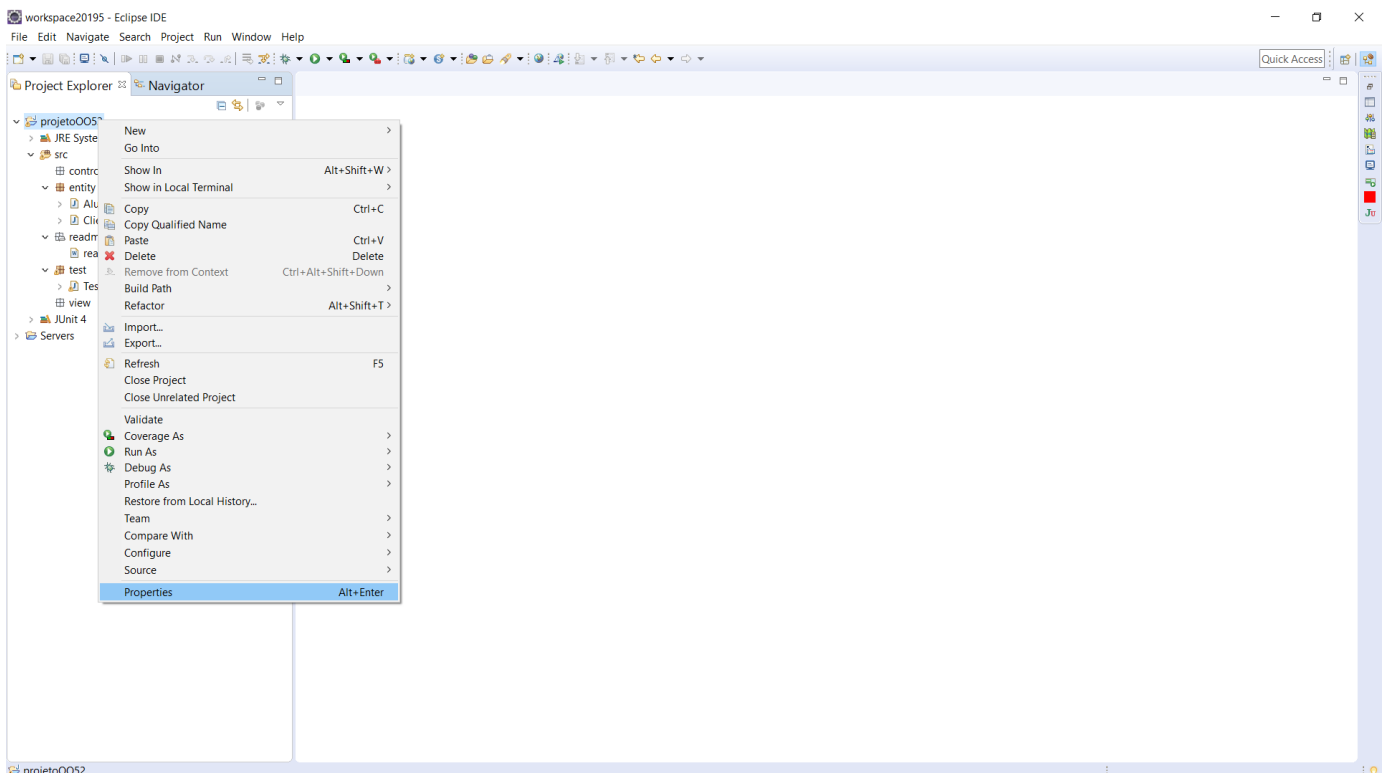 workspace20195 - Eclipse IDE
File Edit Navigate Search Project Run Window Help
Quick Access
Project Explorer Navigator
projetoOO52
JRE Syste
src
contro
entity
Alu
Clie
readm
rea
test
Tes
view
JUnit 4
Servers
New
Go Into
Show In Alt+Shift+W
Show in Local Terminal
Copy Ctrl+C
Copy Qualified Name
Paste Ctrl+V
Delete Delete
Remove from Context Ctrl+Alt+Shift+Down
Build Path
Refactor Alt+Shift+T
Import...
Export...
Refresh F5
Close Project
Close Unrelated Project
Validate
Coverage As
Run As
Debug As
Profile As
Restore from Local History...
Team
Compare With
Configure
Source
Properties Alt+Enter
projetoOO52